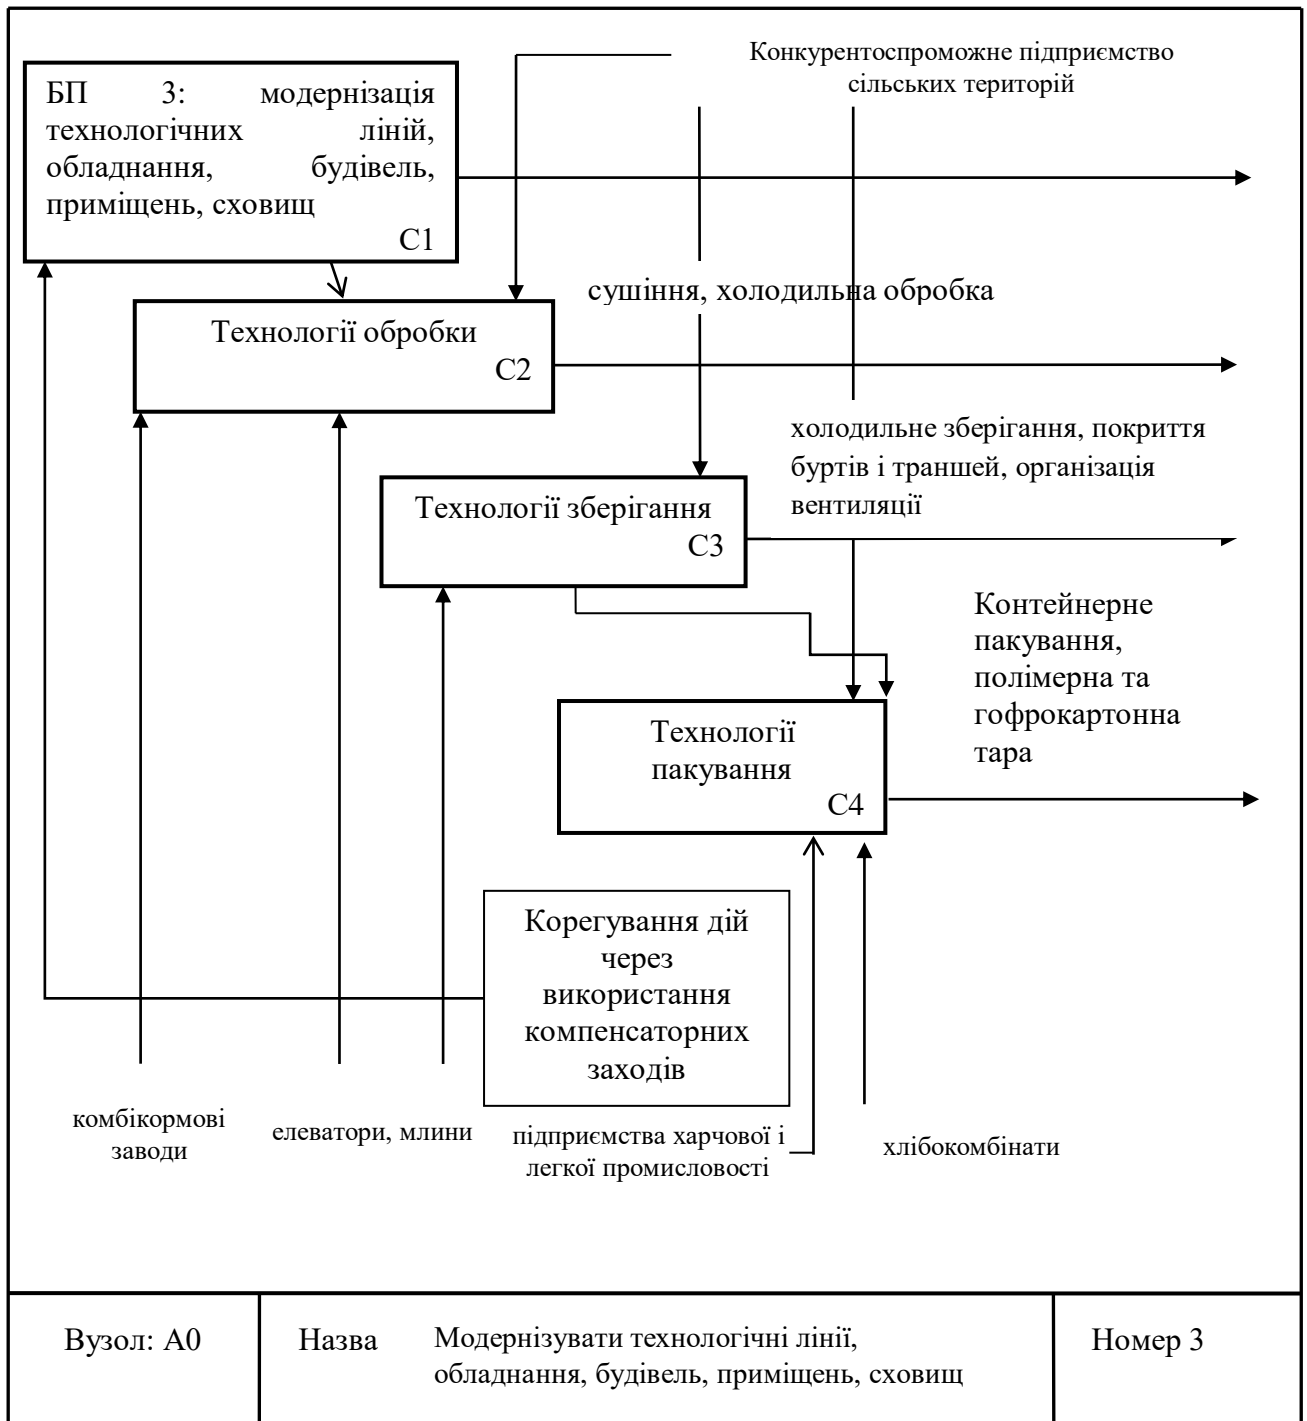 Конкурентоспроможне підприємство
сільських територій
БП 3: модернізація
технологічних ліній,
обладнання, будівель,
приміщень, сховищ
С1
сушіння, холодильна обробка
Технології обробки
С2
холодильне зберігання, покриття
буртів і траншей, організація
вентиляції
Технології зберігання
С3
Контейнерне
пакування,
полімерна та
гофрокартонна
тара
Технології
пакування
С4
Корегування дій
через
використання
компенсаторних
заходів
комбікормові
заводи
елеватори, млини
підприємства харчової і
легкої промисловості
хлібокомбінати
Вузол: А0
Назва
Модернізувати технологічні лінії,
обладнання, будівель, приміщень, сховищ
Номер 3